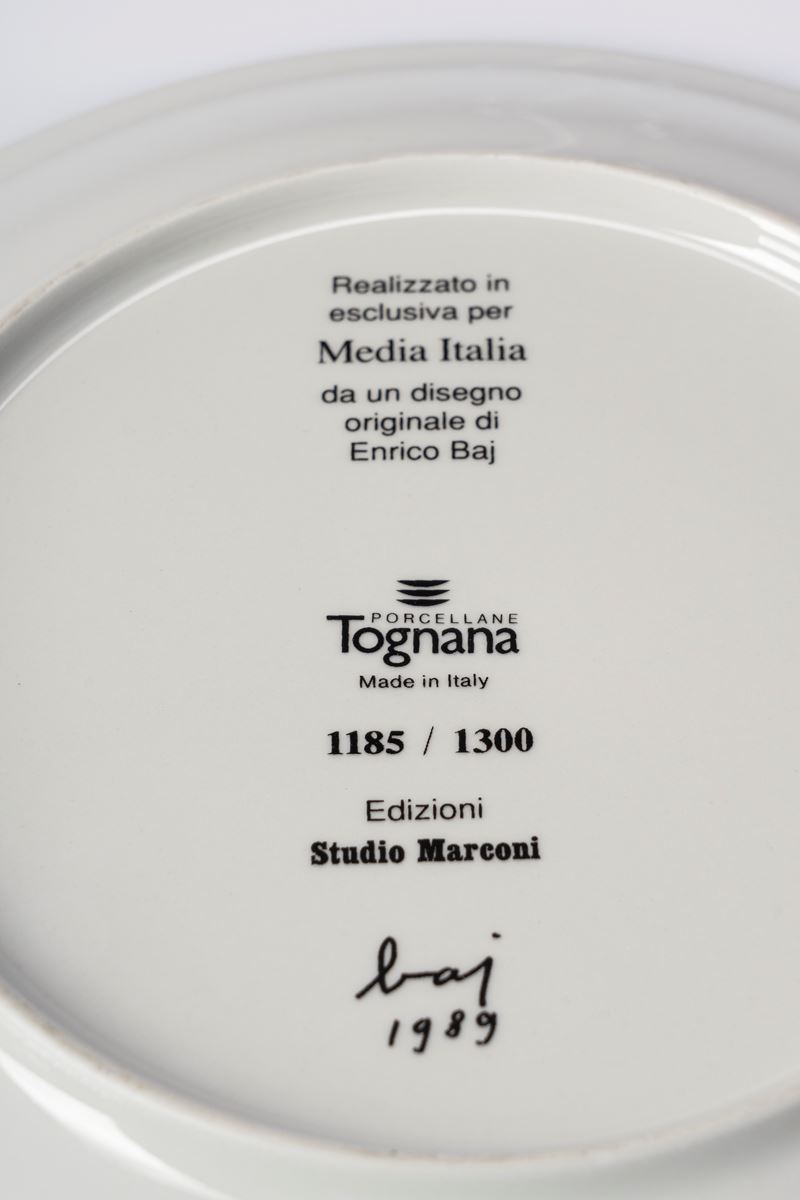 Realizzato in
esclusiva per
Media Italia
da un disegno
originale di
Enrico Baj
PORCELLANE
Tognana
Made in Italy
1185 / 1300
Edizioni
Studio Marconi
baj
1989